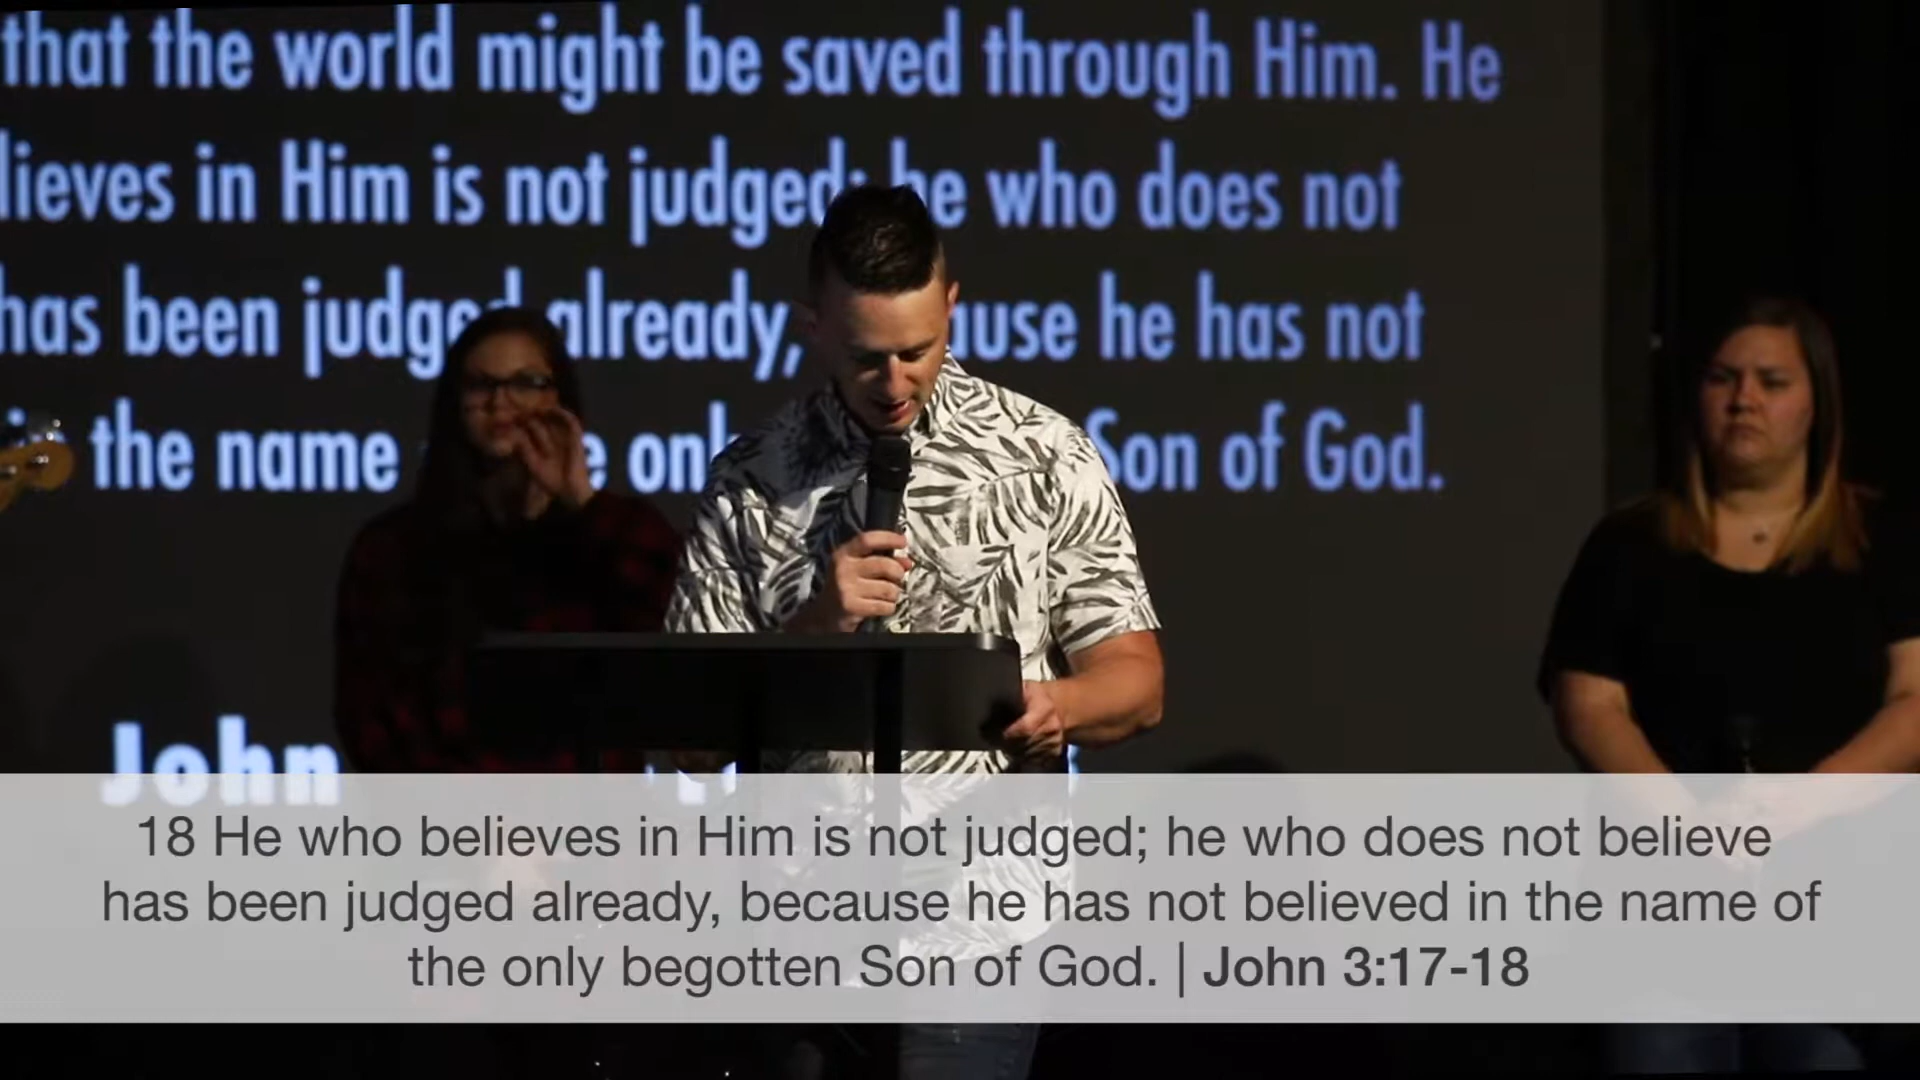 that the world might be saved through Him. He
lieves in Him is not judged; he who does not
has been judged already, ause he has not
the name on Son of God.
John
18 He who believes in Him is not judged; he who does not believe
has been judged already, because he has not believed in the name of
the only begotten Son of God. | John 3:17-18